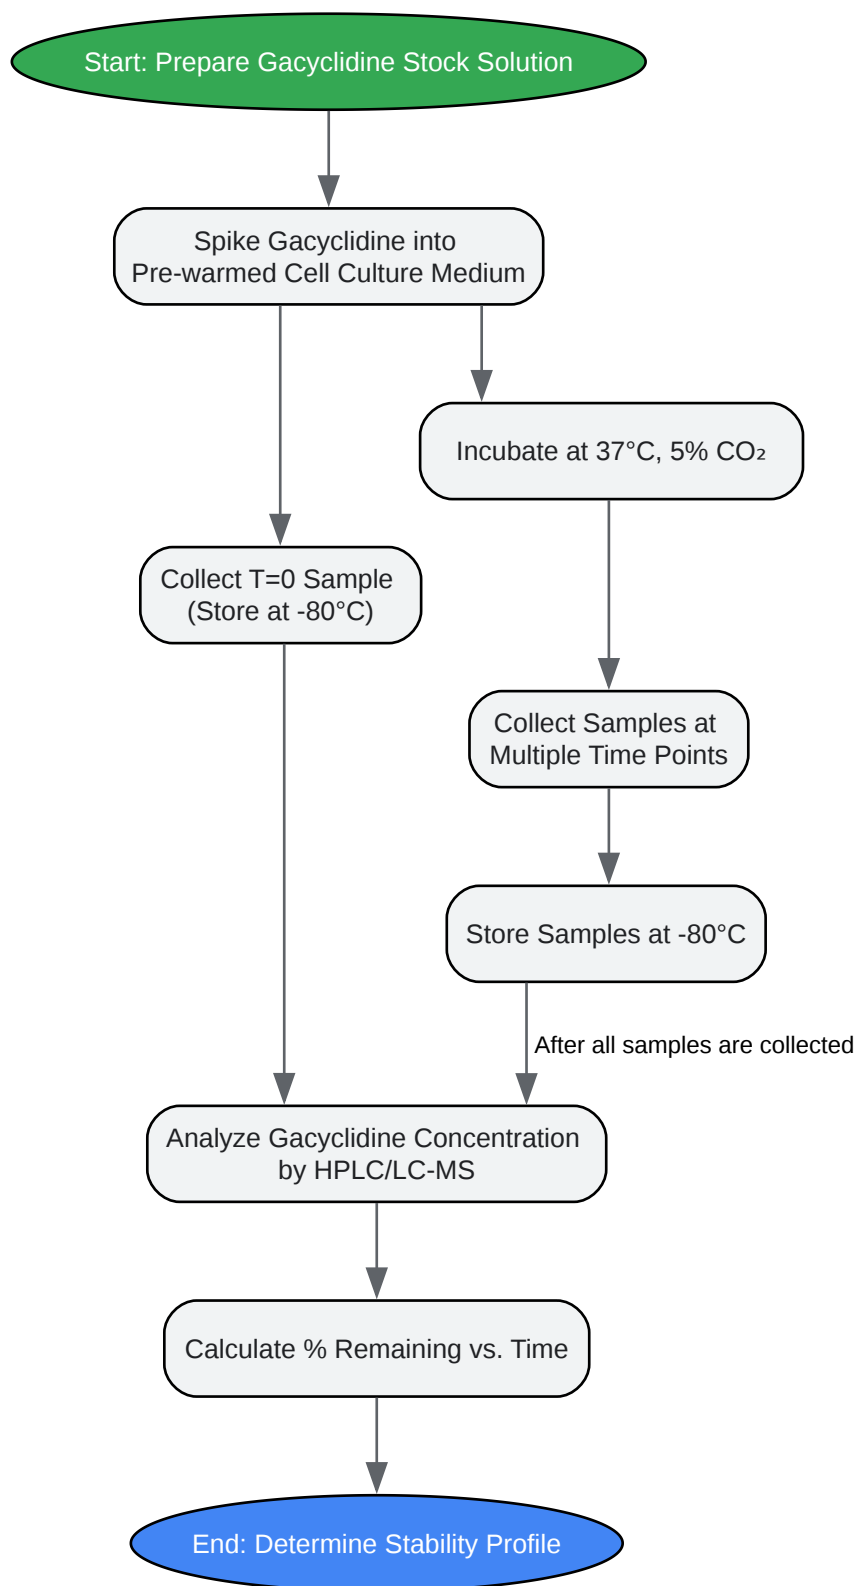 Start: Prepare Gacyclidine Stock Solution
Spike Gacyclidine into
Pre-warmed Cell Culture Medium
Incubate at 37°C, 5% CO₂
Collect T=0 Sample
(Store at -80°C)
Collect Samples at
Multiple Time Points
Store Samples at -80°C
After all samples are collected
Analyze Gacyclidine Concentration
by HPLC/LC-MS
Calculate % Remaining vs. Time
End: Determine Stability Profile